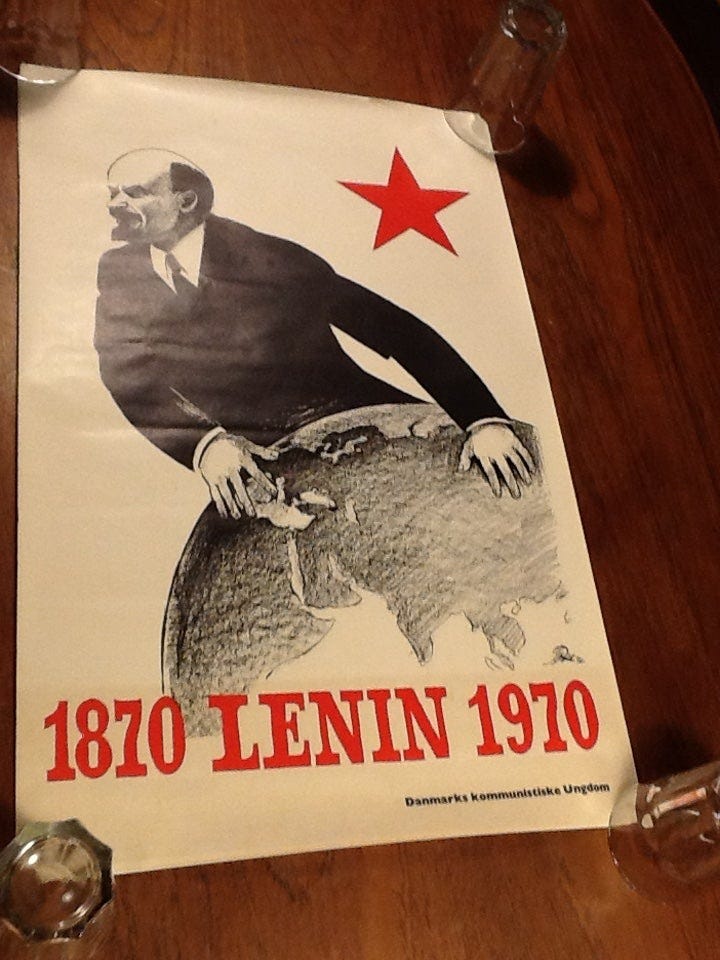 1870 LENIN 1970
Danmarks kommunistiske Ungdom